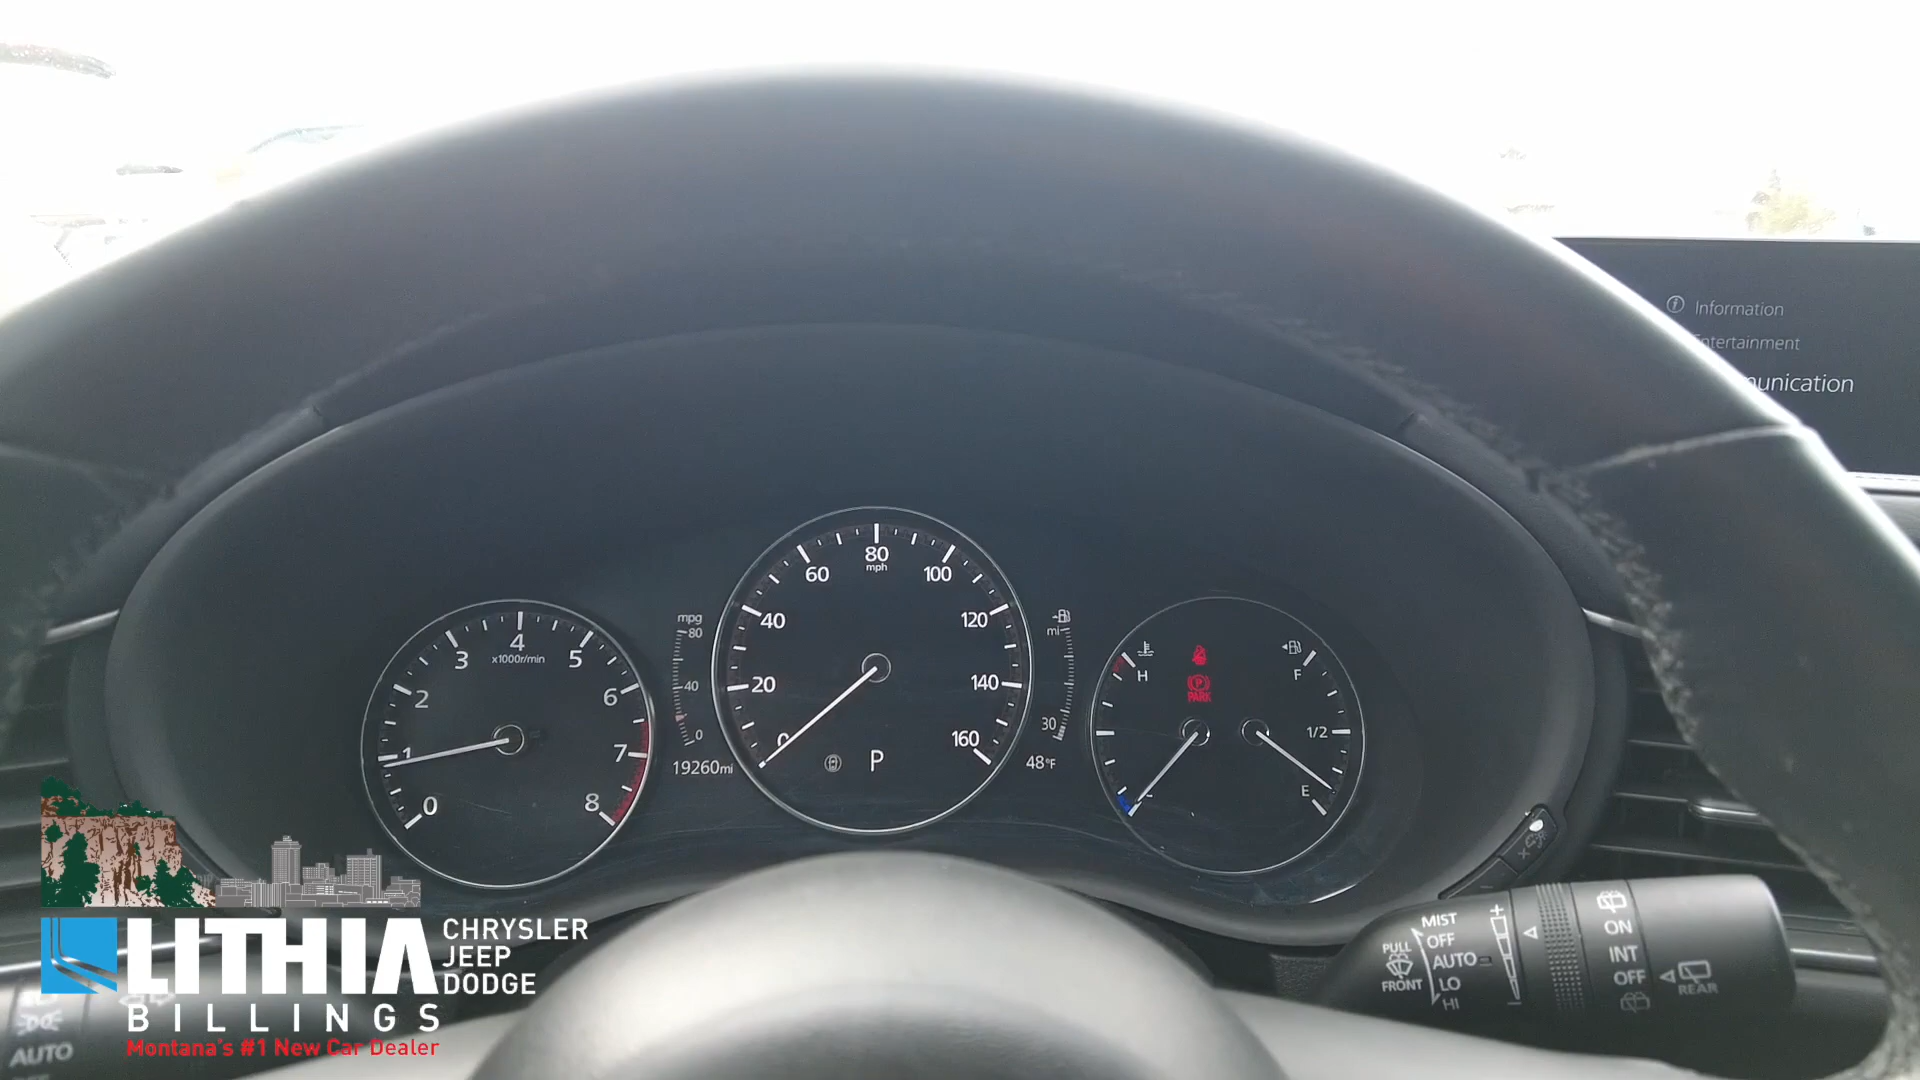 Information
ntertainment
unication
80
mph
60
100
40
120
20
140
0
160
P
4
x1000r/min
3
5
2
6
1
7
0
8
mpg
80
40
0
19260mi
mi
30
48°F
H
F
1/2
E
P
PARK
MIST
OFF
AUTO
LO
HI
PULL
FRONT
ON
INT
OFF
REAR
AUTO
LITHIA
CHRYSLER
JEEP
DODGE
BILLINGS
Montana's #1 New Car Dealer